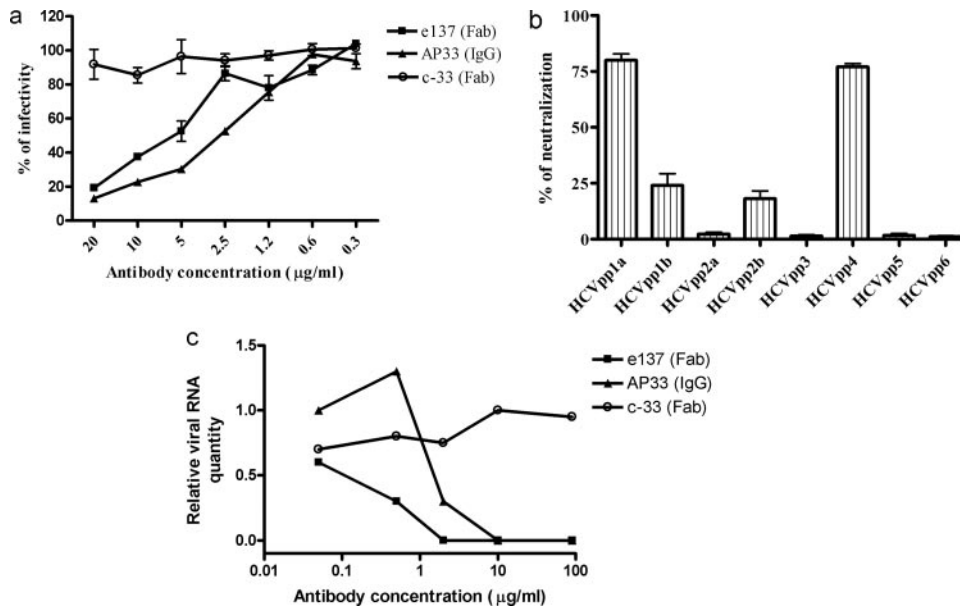 a
120
100
80
60
40
20
0
% of infectivity
20
10
5
2.5
1.2
0.6
0.3
Antibody concentration (μg/ml)
e137 (Fab)
AP33 (IgG)
c-33 (Fab)
b
100
75
50
25
0
% of neutralization
HCVpp1a
HCVpp1b
HCVpp2a
HCVpp2b
HCVpp3
HCVpp4
HCVpp5
HCVpp6
c
1.5
1.0
0.5
0.0
Relative viral RNA
quantity
0.01
0.1
1
10
100
Antibody concentration (μg/ml)
e137 (Fab)
AP33 (IgG)
c-33 (Fab)